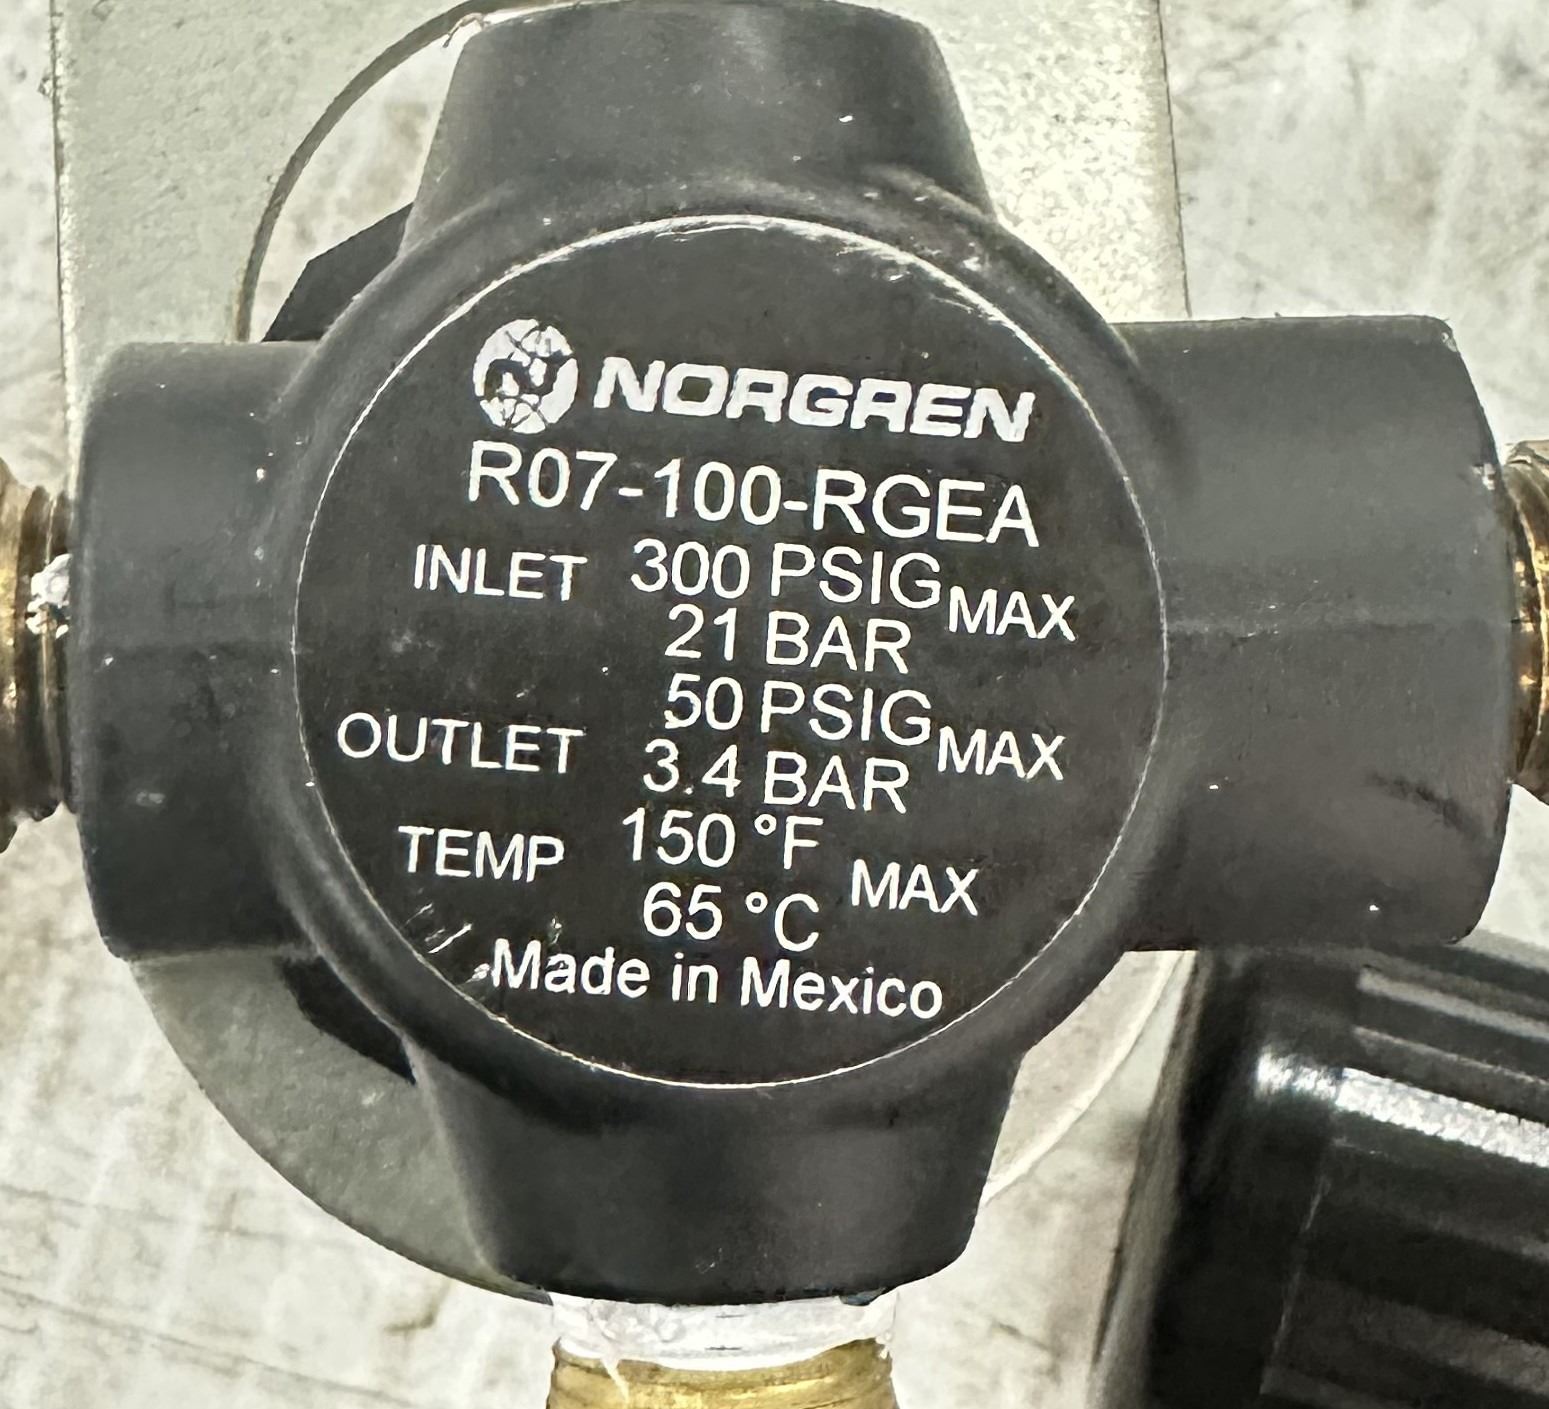 NORGREN
R07-100-RGEA
INLET 300 PSIG MAX
21 BAR
50 PSIG
OUTLET MAX
3.4 BAR
150 °F
TEMP MAX
65 °C
Made in Mexico